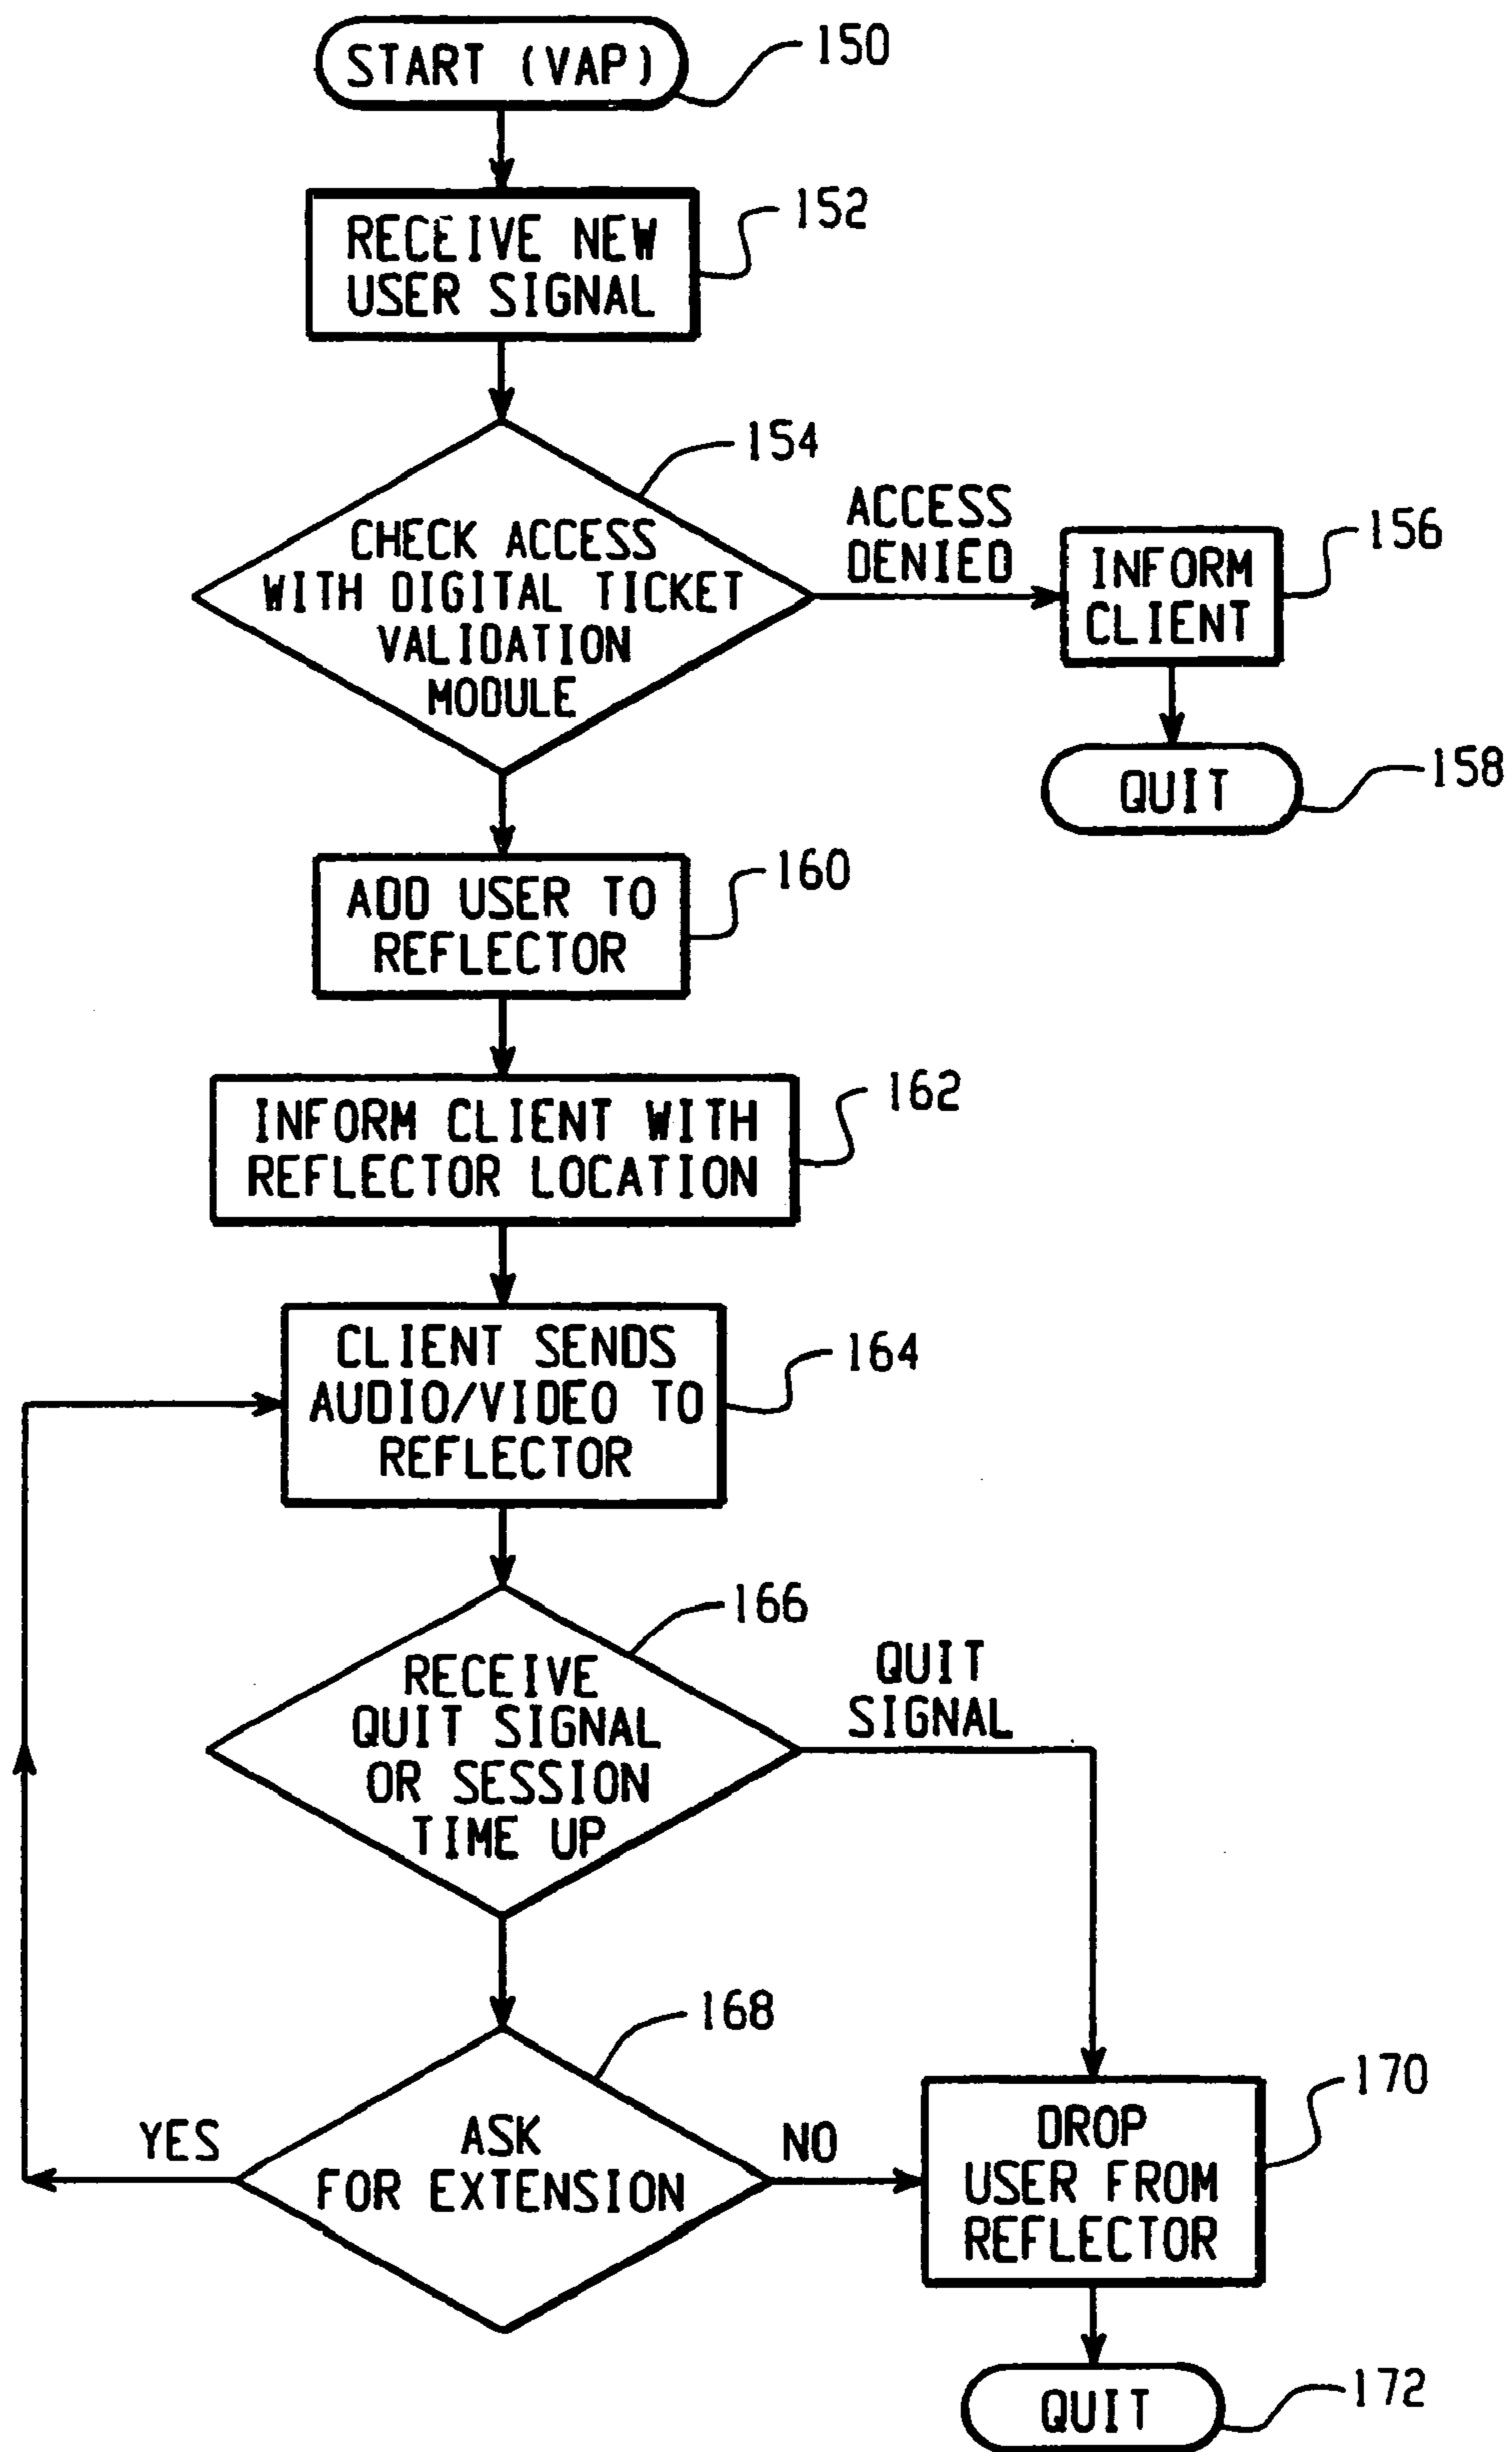 START (VAP)
150
RECEIVE NEW
USER SIGNAL
152
154
CHECK ACCESS
WITH DIGITAL TICKET
VALIDATION
MODULE
ACCESS
DENIED
INFORM
CLIENT
156
QUIT
158
ADD USER TO
REFLECTOR
160
INFORM CLIENT WITH
REFLECTOR LOCATION
162
CLIENT SENDS
AUDIO/VIDEO TO
REFLECTOR
164
166
RECEIVE
QUIT SIGNAL
OR SESSION
TIME UP
QUIT
SIGNAL
168
ASK
FOR EXTENSION
YES
NO
DROP
USER FROM
REFLECTOR
170
QUIT
172